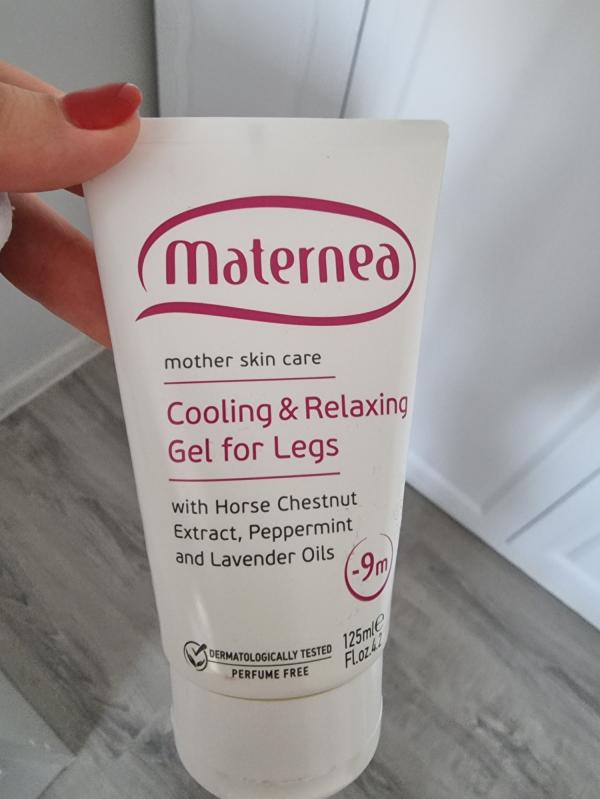 maternea
mother skin care
Cooling & Relaxing
Gel for Legs
with Horse Chestnut
Extract, Peppermint
and Lavender Oils
-9m
DERMATOLOGICALLY TESTED
PERFUME FREE
125ml℮
Fl.oz.4.2